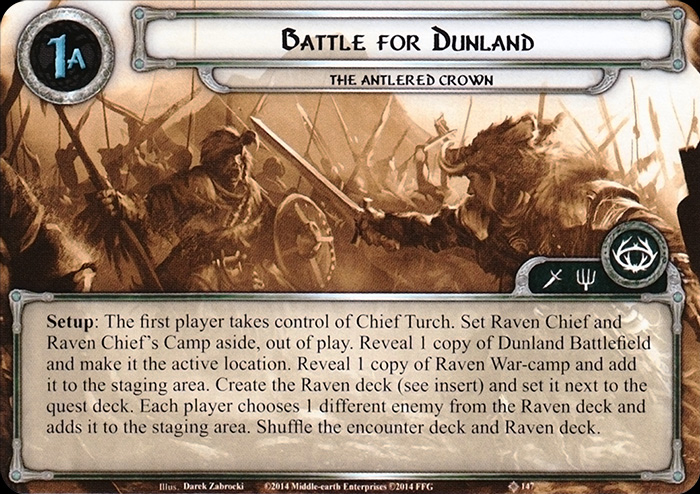 1A
BATTLE FOR DUNLAND
THE ANTLERED CROWN
Setup: The first player takes control of Chief Turch. Set Raven Chief and
Raven Chief's Camp aside, out of play. Reveal 1 copy of Dunland Battlefield
and make it the active location. Reveal 1 copy of Raven War-camp and add
it to the staging area. Create the Raven deck (see insert) and set it next to the
quest deck. Each player chooses 1 different enemy from the Raven deck and
adds it to the staging area. Shuffle the encounter deck and Raven deck.
Illus. Darek Zabrocki ©2014 Middle-earth Enterprises ©2014 FFG 147